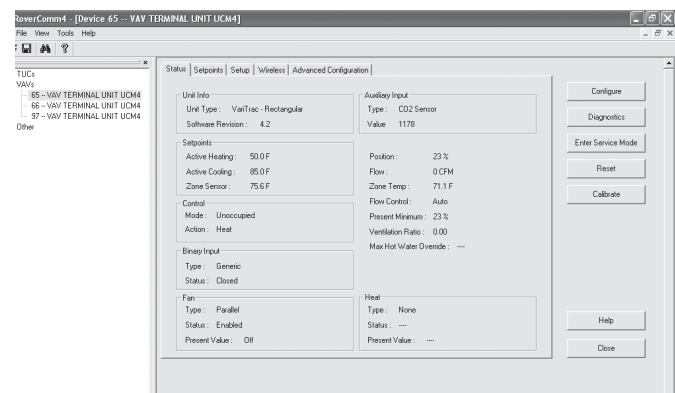 RoverComm4 - [Device 65 -- VAV TERMINAL UNIT UCM4]
File View Tools Help
TUCs
VAVs
65 -- VAV TERMINAL UNIT UCM4
66 -- VAV TERMINAL UNIT UCM4
97 -- VAV TERMINAL UNIT UCM4
Other
Status Setpoints Setup Wireless Advanced Configuration
Unit Info
Unit Type : VariTrac - Rectangular
Software Revision : 4.2
Auxiliary Input
Type : CO2 Sensor
Value 1178
Setpoints
Active Heating : 50.0 F
Active Cooling : 85.0 F
Zone Sensor : 75.6 F
Position : 23 %
Flow : 0 CFM
Zone Temp : 71.1 F
Flow Control : Auto
Present Minimum : 23 %
Ventilation Ratio : 0.00
Max Hot Water Override : ----
Control
Mode : Unoccupied
Action : Heat
Binary Input
Type : Generic
Status : Closed
Fan
Type : Parallel
Status : Enabled
Present Value : Off
Heat
Type : None
Status : ----
Present Value : ----
Configure
Diagnostics
Enter Service Mode
Reset
Calibrate
Help
Close